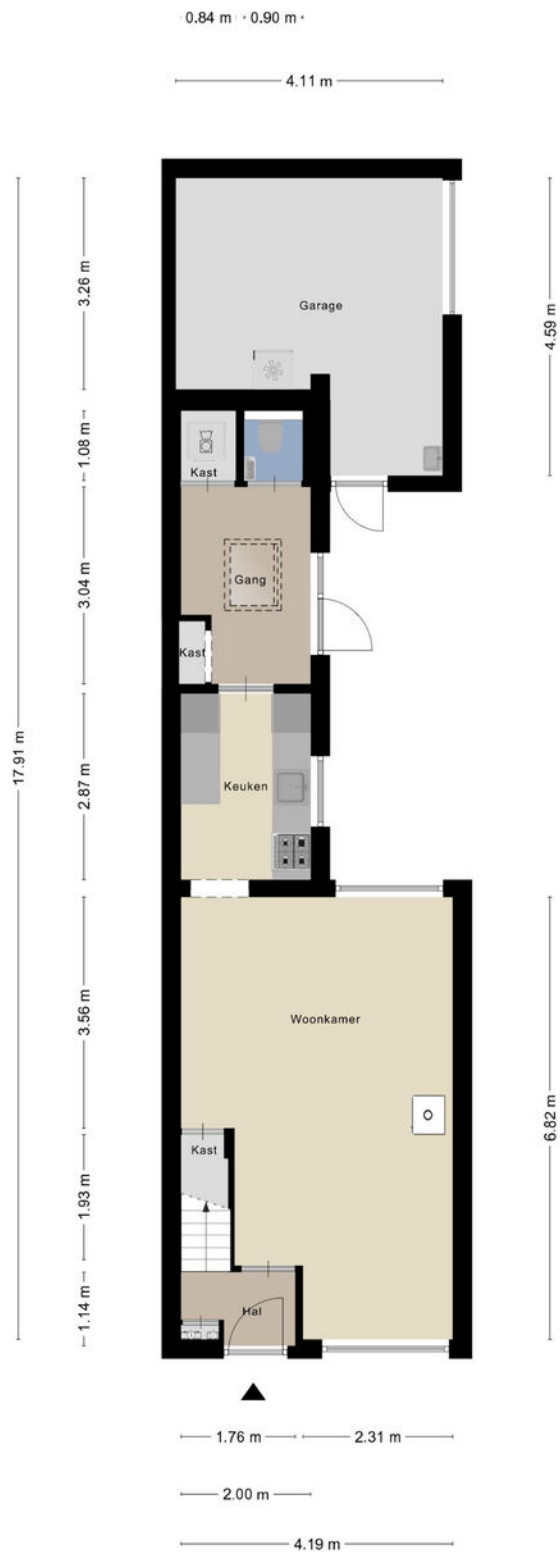 0.84 m 0.90 m
4.11 m
3.26 m
Garage
4.59 m
1.08 m
Kast
3.04 m
Gang
Kast
17.91 m
2.87 m
Keuken
3.56 m
Woonkamer
6.82 m
Kast
1.93 m
1.14 m
Hal
1.76 m 2.31 m
2.00 m
4.19 m